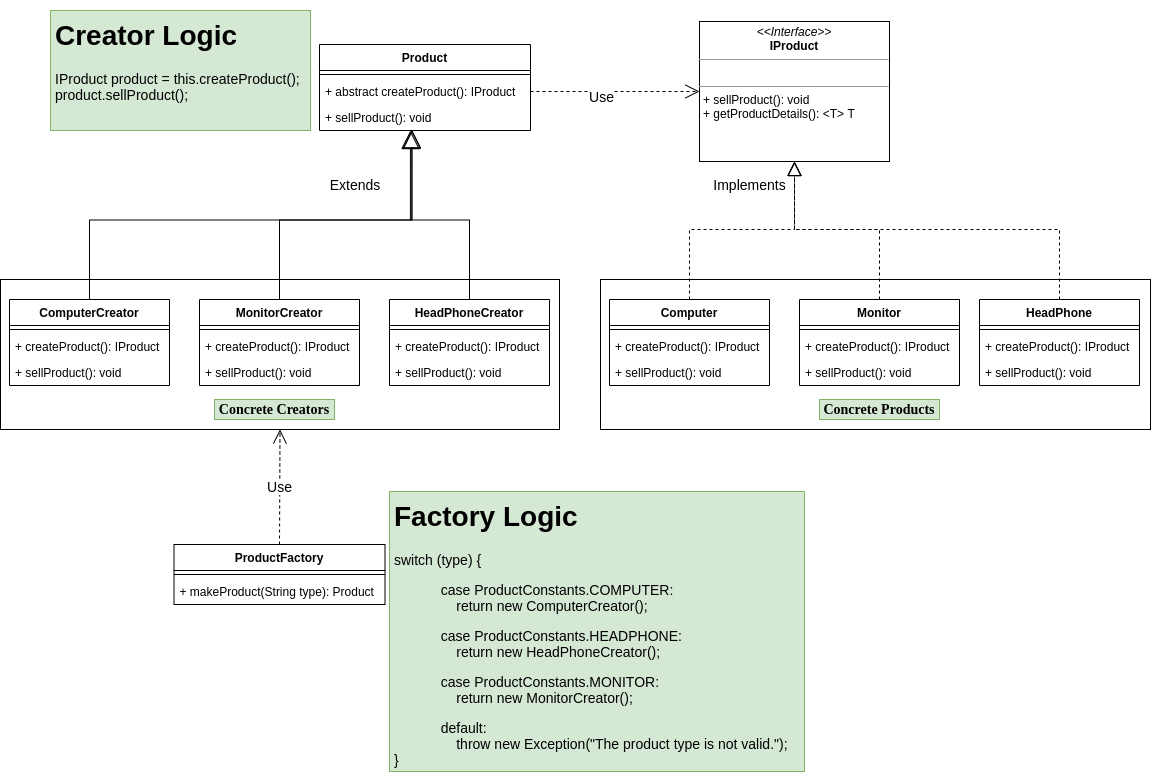 Creator Logic
IProduct product = this.createProduct();
product.sellProduct();
Product
+ abstract createProduct(): IProduct
+ sellProduct(): void
Use
<<Interface>>
IProduct
+ sellProduct(): void
+ getProductDetails(): <T> T
Extends
Implements
ComputerCreator
+ createProduct(): IProduct
+ sellProduct(): void
MonitorCreator
+ createProduct(): IProduct
+ sellProduct(): void
HeadPhoneCreator
+ createProduct(): IProduct
+ sellProduct(): void
Concrete Creators
Computer
+ createProduct(): IProduct
+ sellProduct(): void
Monitor
+ createProduct(): IProduct
+ sellProduct(): void
HeadPhone
+ createProduct(): IProduct
+ sellProduct(): void
Concrete Products
Use
ProductFactory
+ makeProduct(String type): Product
Factory Logic
switch (type) {
case ProductConstants.COMPUTER:
return new ComputerCreator();
case ProductConstants.HEADPHONE:
return new HeadPhoneCreator();
case ProductConstants.MONITOR:
return new MonitorCreator();
default:
throw new Exception("The product type is not valid.");
}